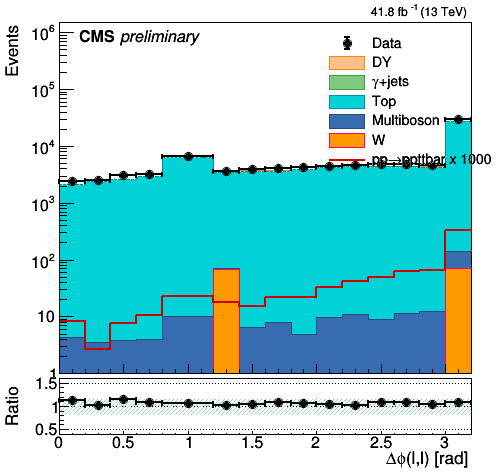 41.8 fb⁻¹ (13 TeV)
CMS preliminary
Events
10⁶
10⁵
10⁴
10³
10²
10
1
Data
DY
γ+jets
Top
Multiboson
W
pp→ppttbar x 1000
Ratio
1.5
1
0.5
0 0.5 1 1.5 2 2.5 3
Δϕ(l,l) [rad]